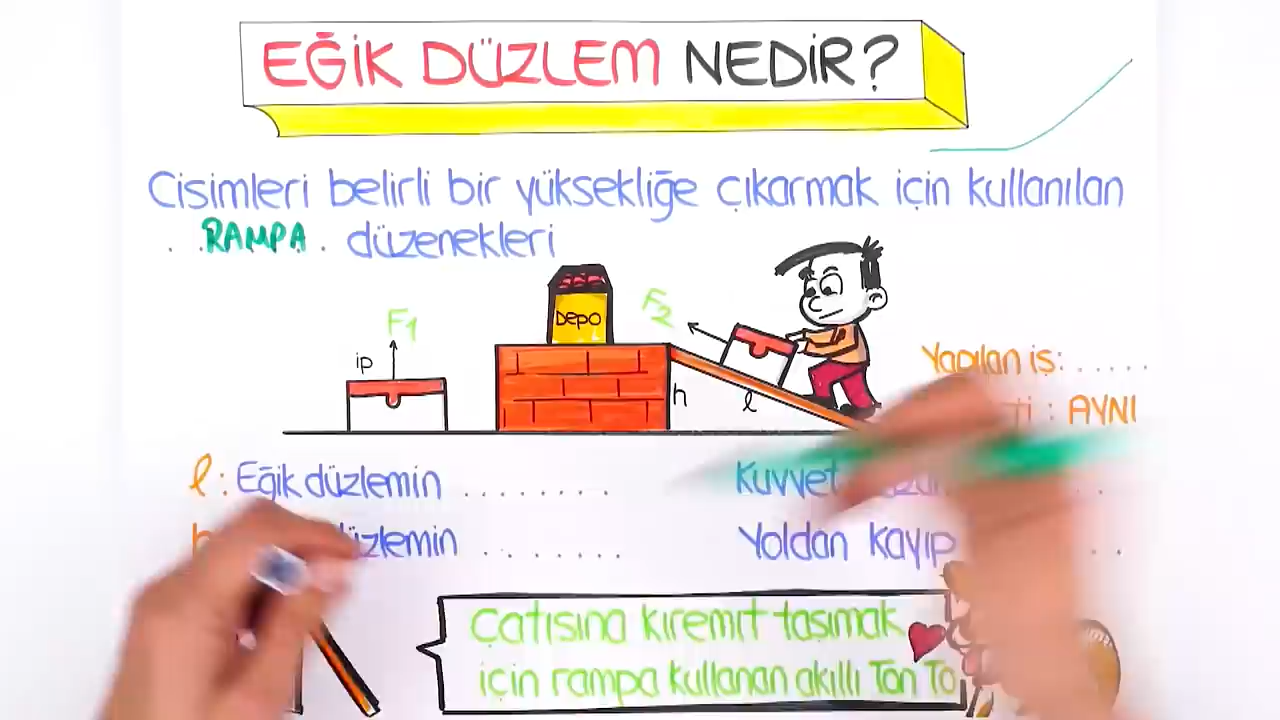 EĞİK DÜZLEM NEDİR?
Cisimleri belirli bir yüksekliğe çıkarmak için kullanılan
. . RAMPA . düzenekleri
F1
ip
DEPO
F2
h
l
Yapılan iş: . . . . .
: AYNI
l : Eğik düzlemin . . . . . . . .
Kuvvet
düzlemin . . . . . . .
Yoldan Kayıp
Çatısına kiremit taşımak
için rampa kullanan akıllı Ton To